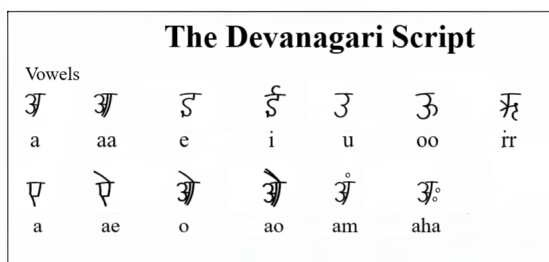 The Devanagari Script
Vowels
अ आ इ ई उ ऊ ऋ
a aa e i u oo ṙr
ए ऐ ओ औ अं अः
a ae o ao am aha